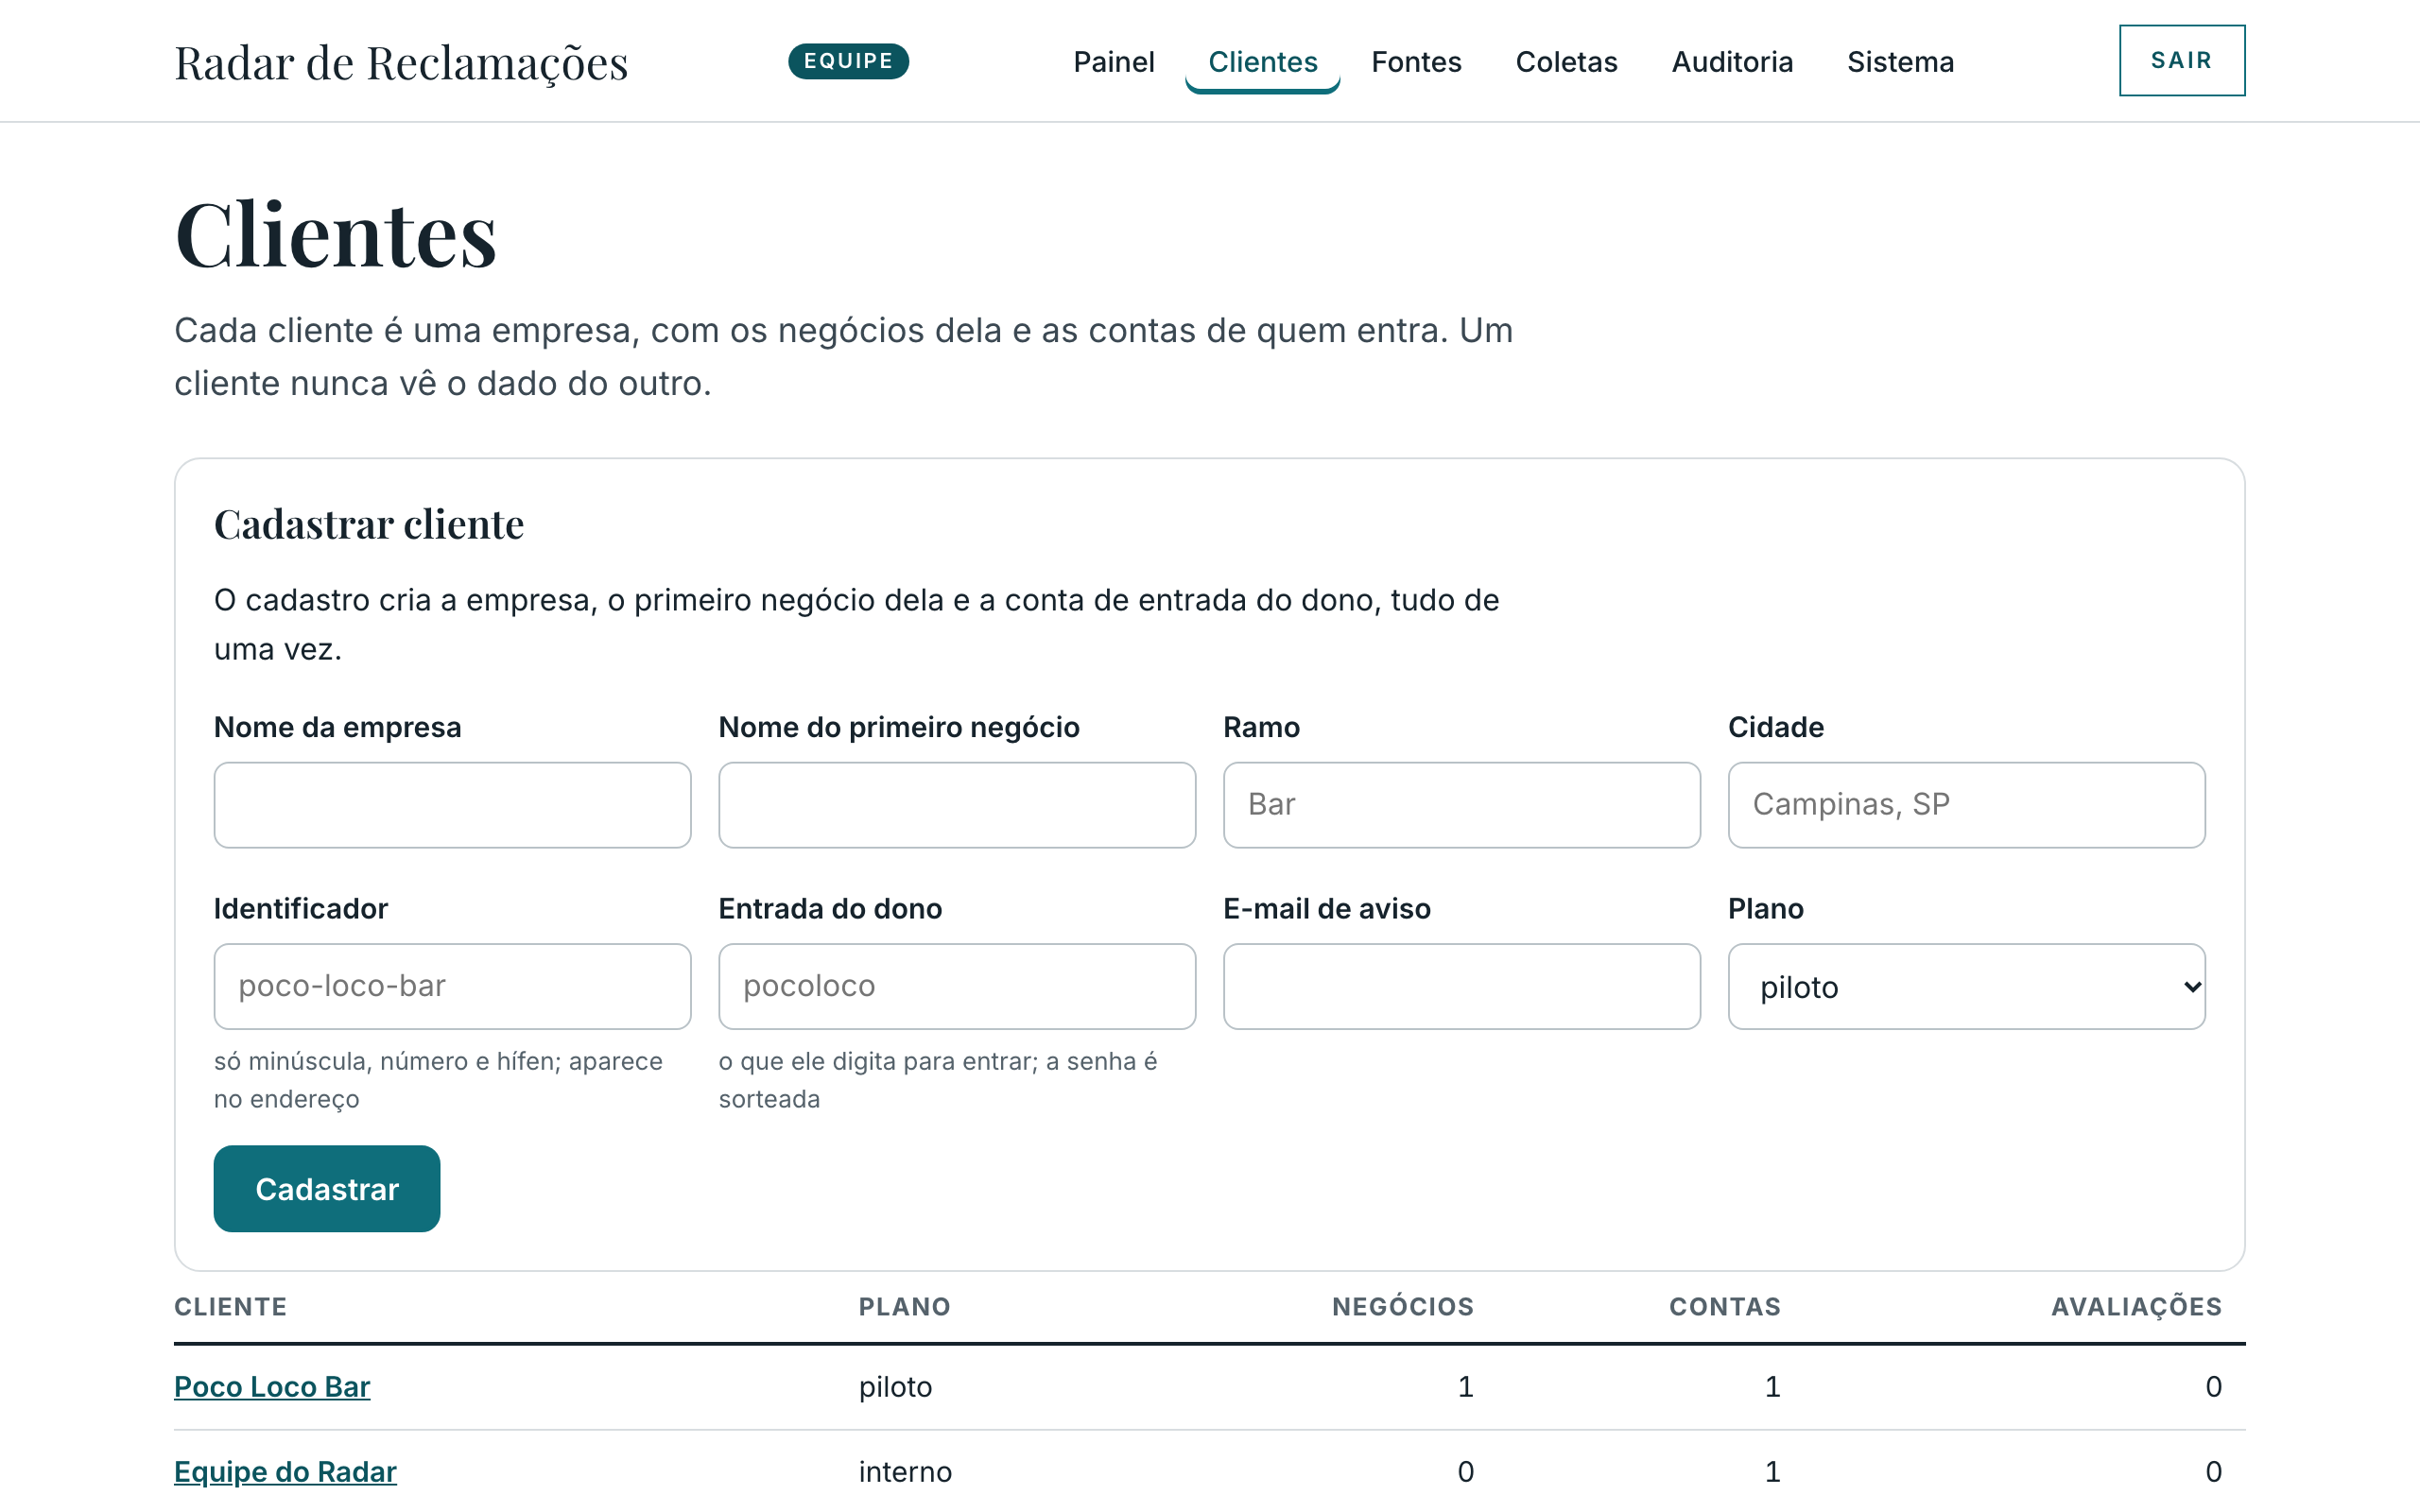 Radar de Reclamações
EQUIPE
Painel
Clientes
Fontes
Coletas
Auditoria
Sistema
SAIR
Clientes
Cada cliente é uma empresa, com os negócios dela e as contas de quem entra. Um
cliente nunca vê o dado do outro.
Cadastrar cliente
O cadastro cria a empresa, o primeiro negócio dela e a conta de entrada do dono, tudo de
uma vez.
Nome da empresa
Nome do primeiro negócio
Ramo
Cidade
Bar
Campinas, SP
Identificador
Entrada do dono
E-mail de aviso
Plano
poco-loco-bar
pocoloco
piloto
só minúscula, número e hífen; aparece
no endereço
o que ele digita para entrar; a senha é
sorteada
Cadastrar
CLIENTE PLANO NEGÓCIOS CONTAS AVALIAÇÕES
Poco Loco Bar piloto 1 1 0
Equipe do Radar interno 0 1 0